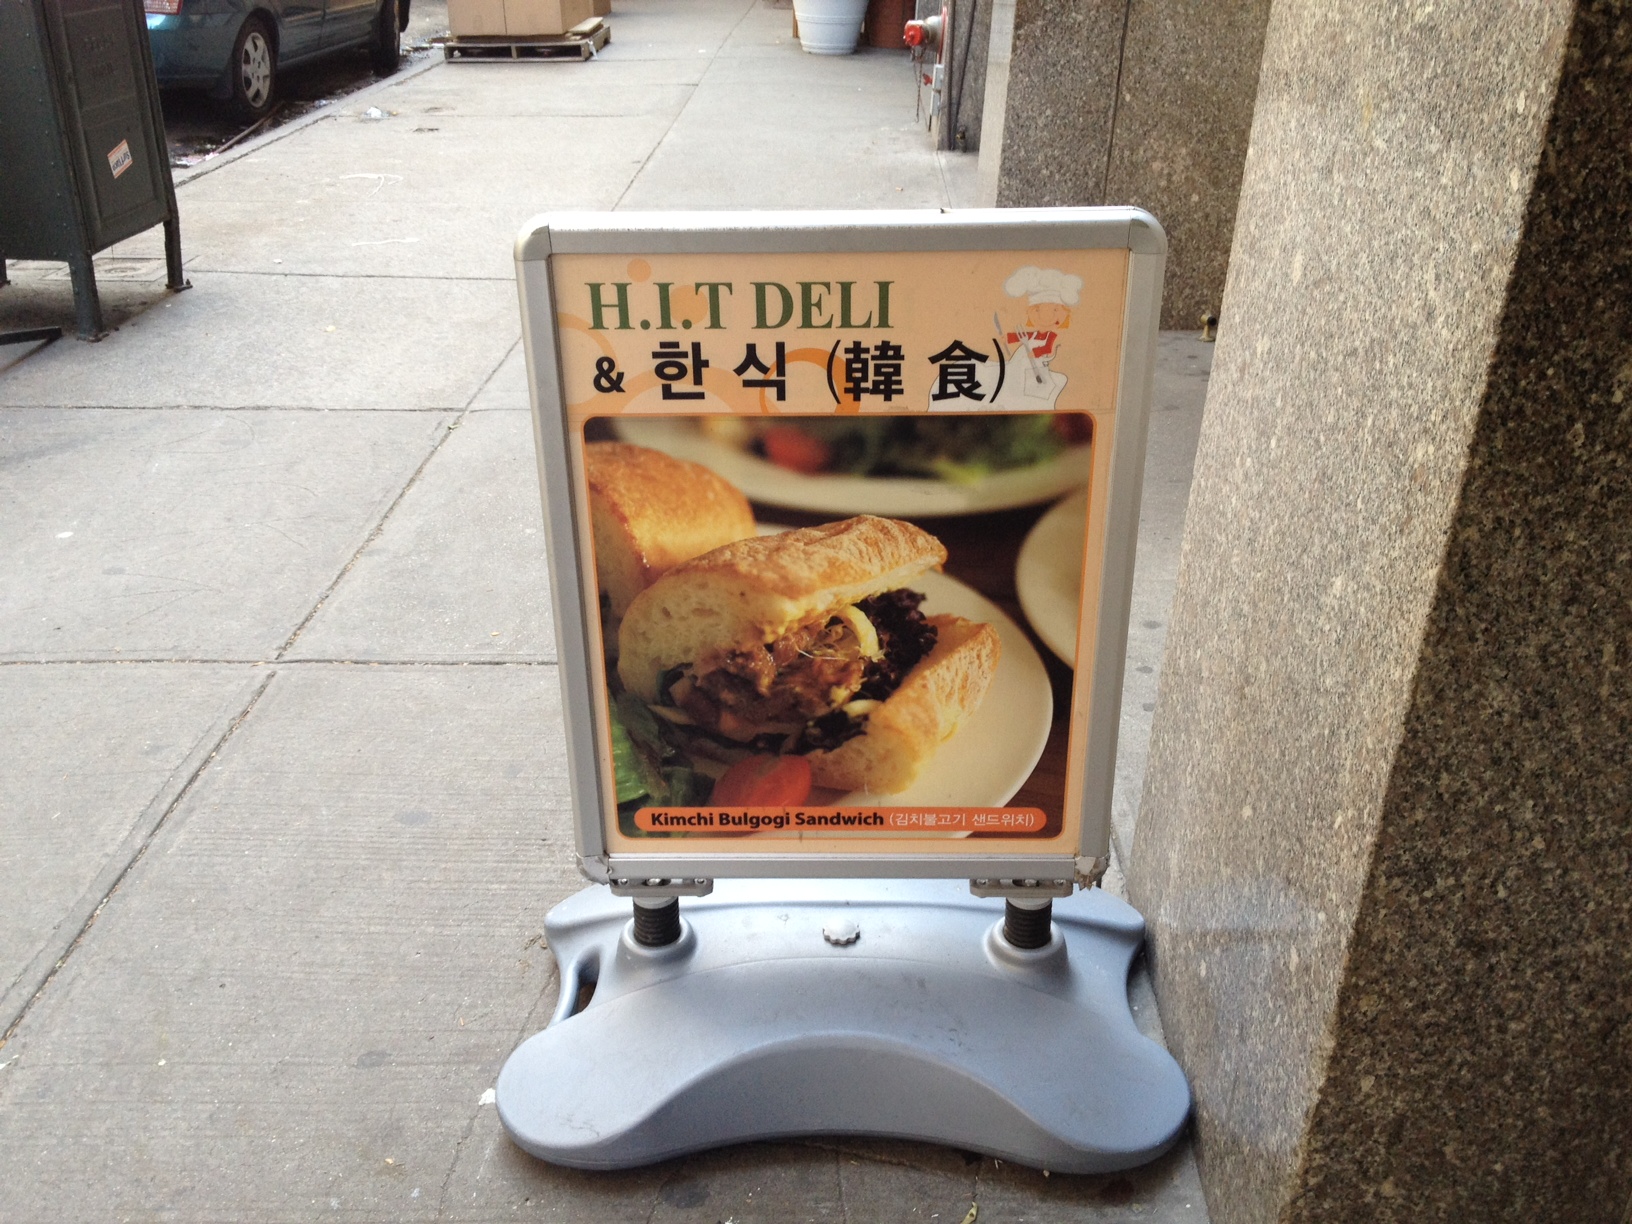 H.I.T DELI
& 한식 (韓食)
Kimchi Bulgogi Sandwich (김치불고기 샌드위치)